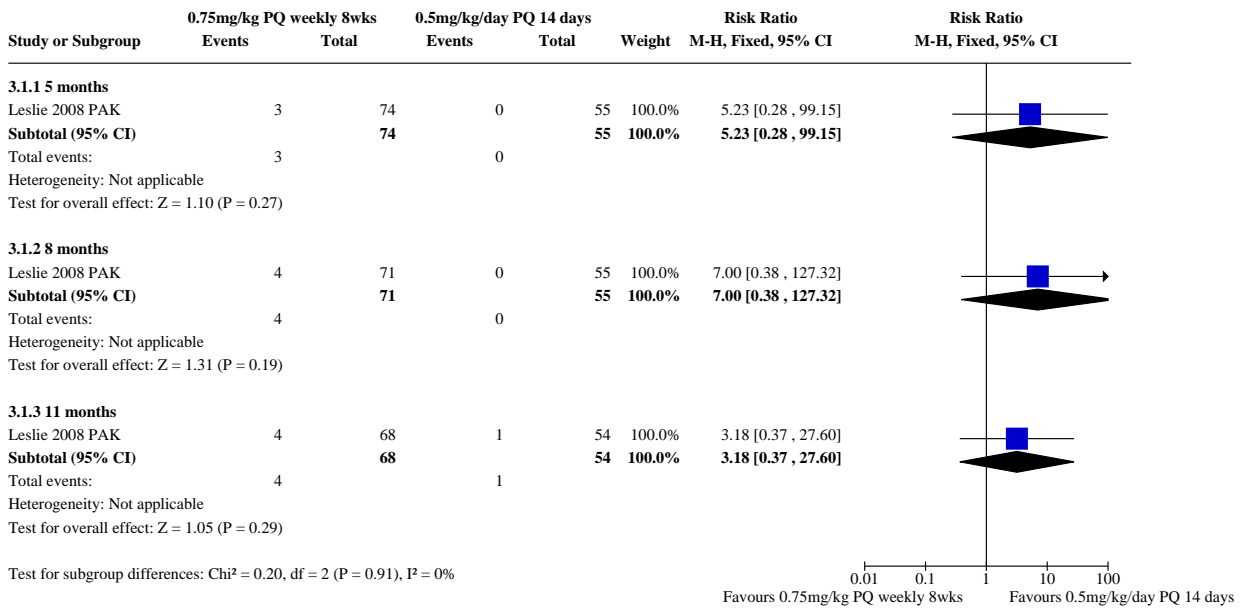 0.75mg/kg PQ weekly 8wks 0.5mg/kg/day PQ 14 days Risk Ratio Risk Ratio
Study or Subgroup Events Total Events Total Weight M-H, Fixed, 95% CI M-H, Fixed, 95% CI
3.1.1 5 months
Leslie 2008 PAK 3 74 0 55 100.0% 5.23 [0.28 , 99.15]
Subtotal (95% CI) 74 55 100.0% 5.23 [0.28 , 99.15]
Total events: 3 0
Heterogeneity: Not applicable
Test for overall effect: Z = 1.10 (P = 0.27)
3.1.2 8 months
Leslie 2008 PAK 4 71 0 55 100.0% 7.00 [0.38 , 127.32]
Subtotal (95% CI) 71 55 100.0% 7.00 [0.38 , 127.32]
Total events: 4 0
Heterogeneity: Not applicable
Test for overall effect: Z = 1.31 (P = 0.19)
3.1.3 11 months
Leslie 2008 PAK 4 68 1 54 100.0% 3.18 [0.37 , 27.60]
Subtotal (95% CI) 68 54 100.0% 3.18 [0.37 , 27.60]
Total events: 4 1
Heterogeneity: Not applicable
Test for overall effect: Z = 1.05 (P = 0.29)
Test for subgroup differences: Chi² = 0.20, df = 2 (P = 0.91), I² = 0%
0.01 0.1 1 10 100
Favours 0.75mg/kg PQ weekly 8wks Favours 0.5mg/kg/day PQ 14 days